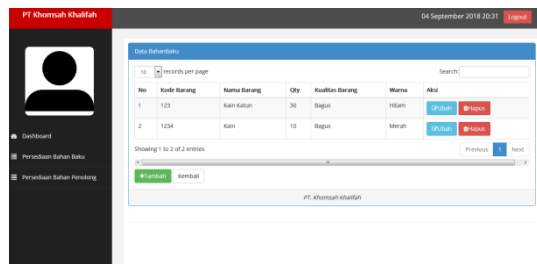 PT Khomsah Khalifah
04 September 2018 20:31 Logout
Data BahanBaku
10 records per page Search:
No Kode Barang Nama Barang Qty Kualitas Barang Warna Aksi
1 123 Kain Katun 30 Bagus Hitam Ubah Hapus
2 1234 Kain 10 Bagus Merah Ubah Hapus
Dashboard
Persediaan Bahan Baku
Persediaan Bahan Penolong
Showing 1 to 2 of 2 entries Previous 1 Next
+Tambah Kembali
PT. Khomsah Khalifah